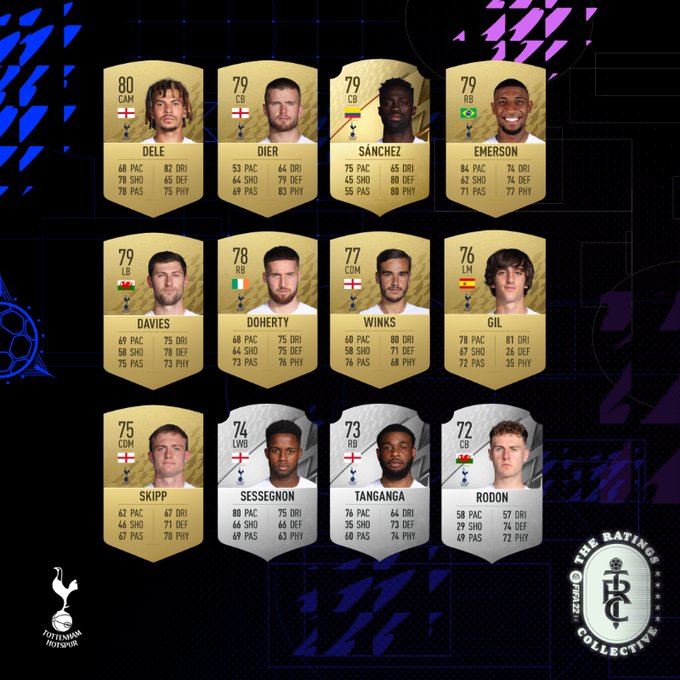 80
CAM
DELE
68 PAC 82 DRI
78 SHO 65 DEF
78 PAS 75 PHY
79
CB
DIER
53 PAC 64 DRI
64 SHO 79 DEF
69 PAS 83 PHY
79
CB
SÁNCHEZ
75 PAC 65 DRI
45 SHO 80 DEF
55 PAS 80 PHY
79
RB
EMERSON
84 PAC 74 DRI
62 SHO 74 DEF
71 PAS 77 PHY
79
LB
DAVIES
69 PAC 75 DRI
58 SHO 78 DEF
75 PAS 73 PHY
78
RB
DOHERTY
68 PAC 75 DRI
64 SHO 75 DEF
73 PAS 76 PHY
77
CDM
WINKS
60 PAC 80 DRI
58 SHO 71 DEF
76 PAS 68 PHY
76
LM
GIL
78 PAC 81 DRI
67 SHO 26 DEF
72 PAS 35 PHY
75
CDM
SKIPP
62 PAC 67 DRI
46 SHO 71 DEF
67 PAS 70 PHY
74
LWB
SESSEGNON
80 PAC 75 DRI
66 SHO 66 DEF
69 PAS 63 PHY
73
RB
TANGANGA
76 PAC 64 DRI
35 SHO 73 DEF
60 PAS 74 PHY
72
CB
RODON
58 PAC 57 DRI
29 SHO 74 DEF
49 PAS 72 PHY
TOTTENHAM
HOTSPUR
THE RATINGS
COLLECTIVE
FIFA 22
TRC